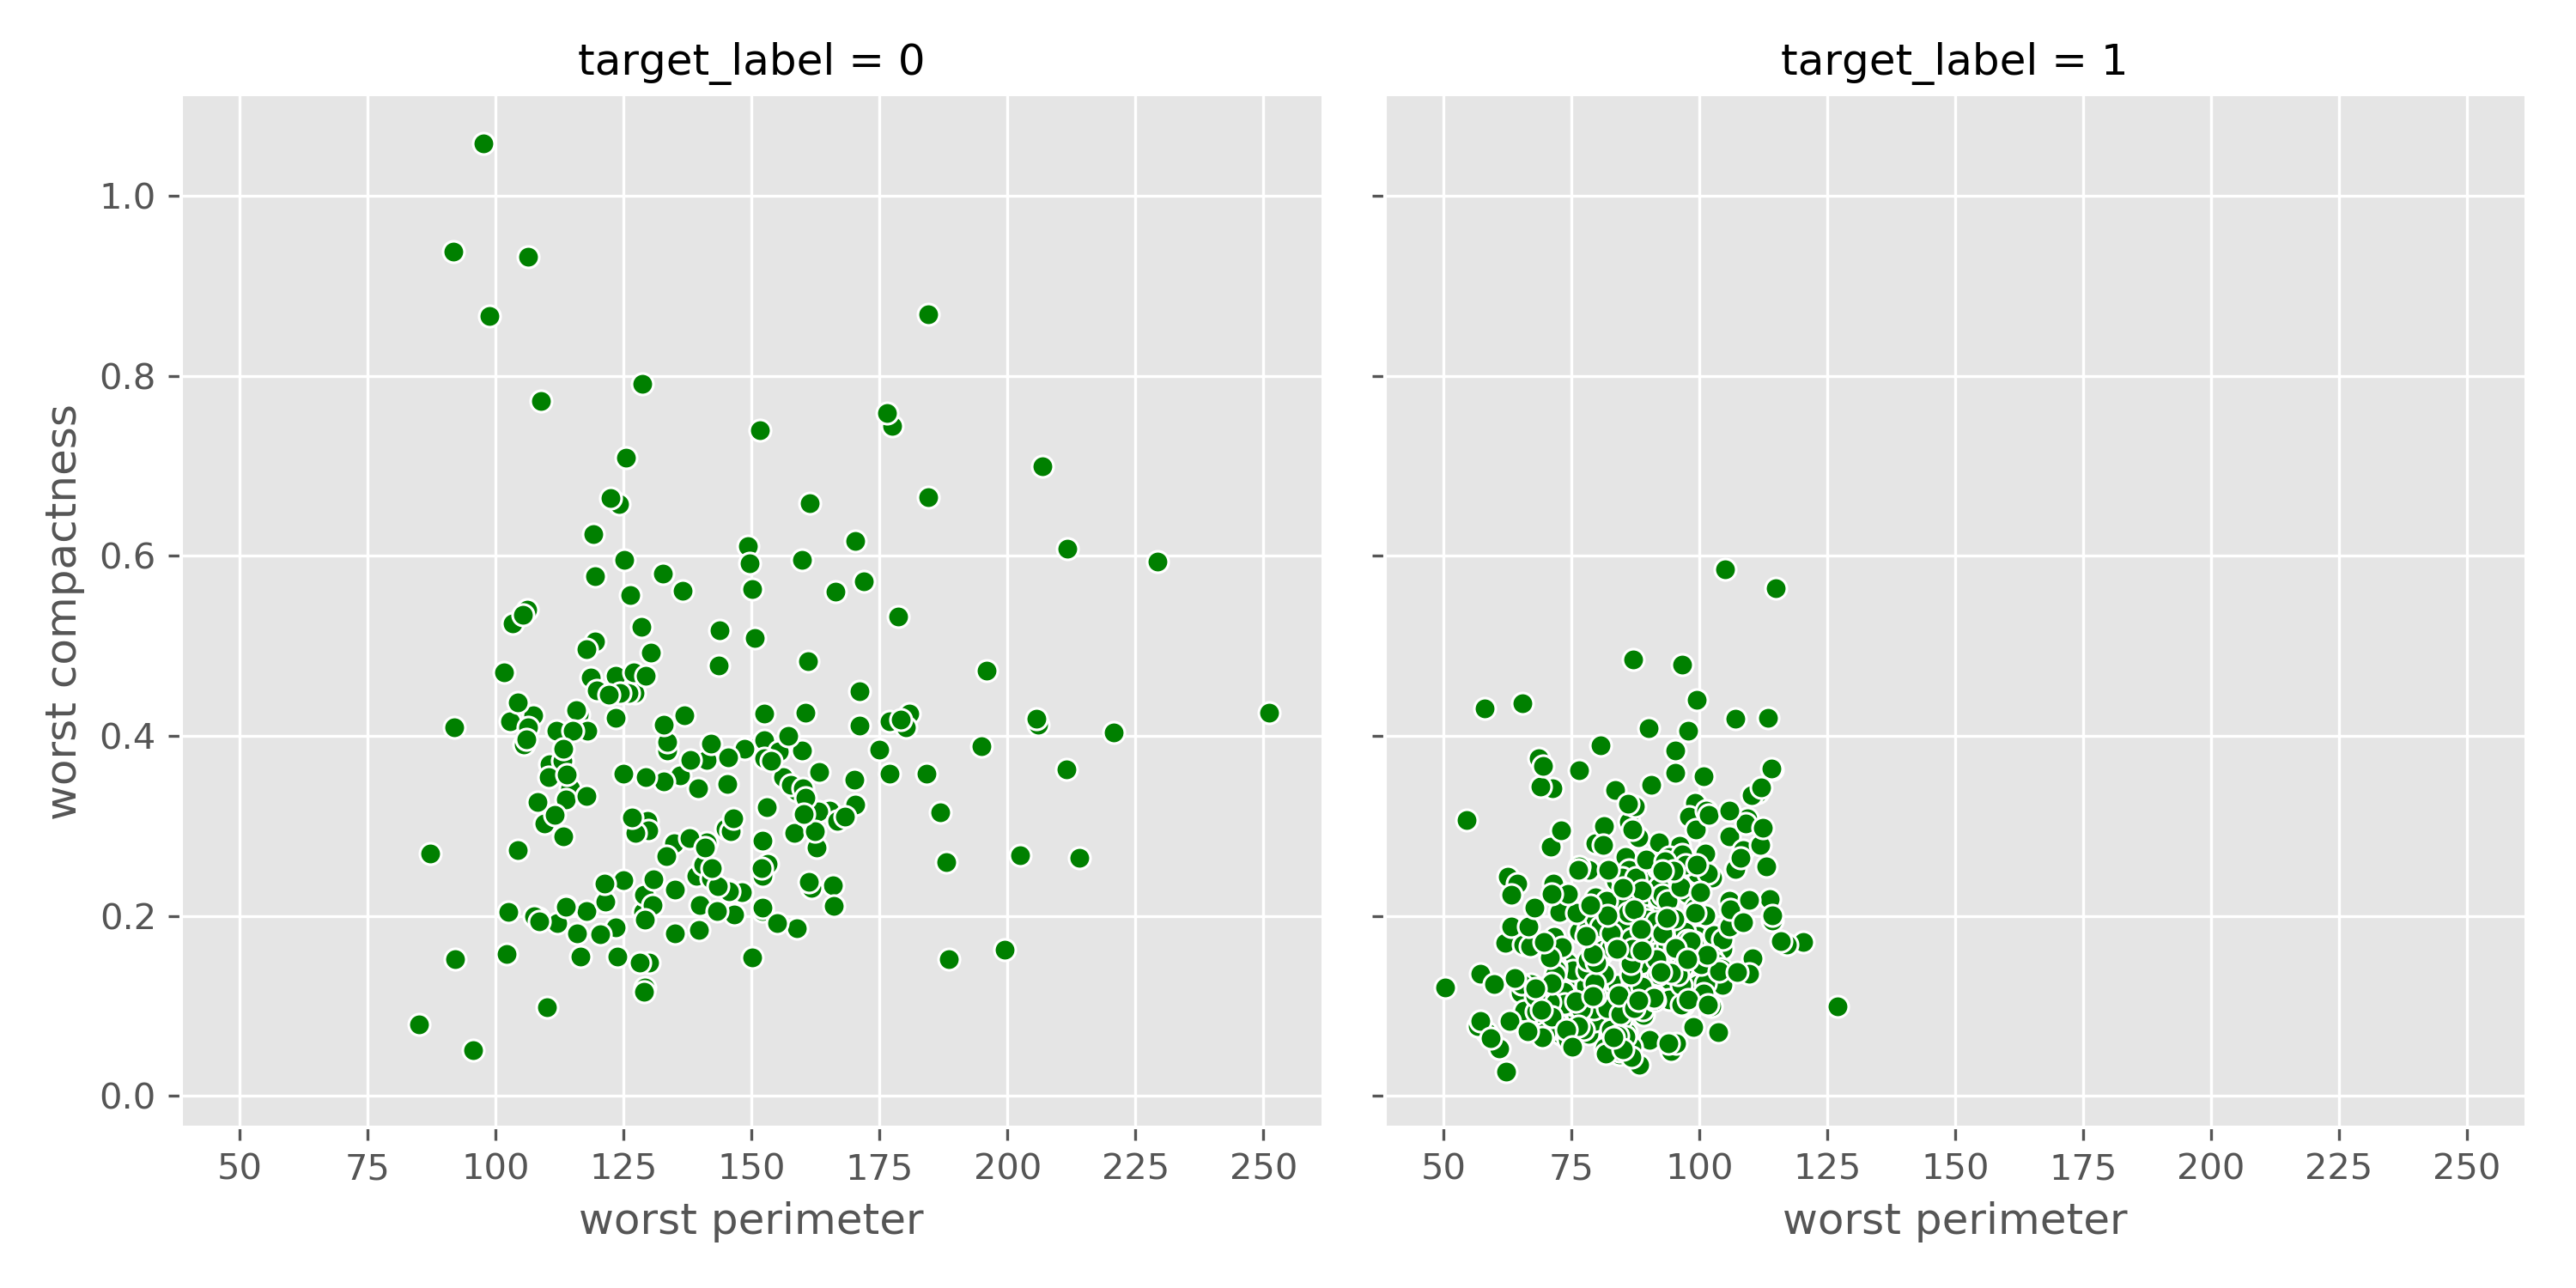 target_label = 0
target_label = 1
worst compactness
1.0
0.8
0.6
0.4
0.2
0.0
50 75 100 125 150 175 200 225 250
50 75 100 125 150 175 200 225 250
worst perimeter
worst perimeter